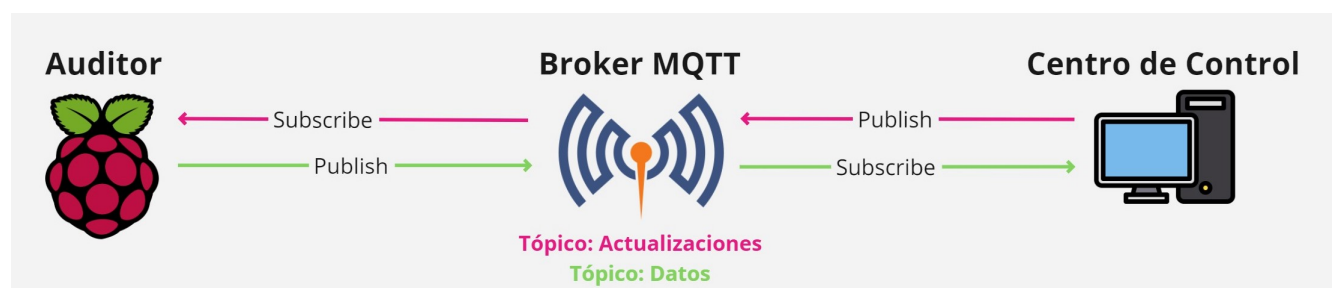 Auditor
Broker MQTT
Centro de Control
Subscribe
Publish
Publish
Subscribe
Tópico: Actualizaciones
Tópico: Datos